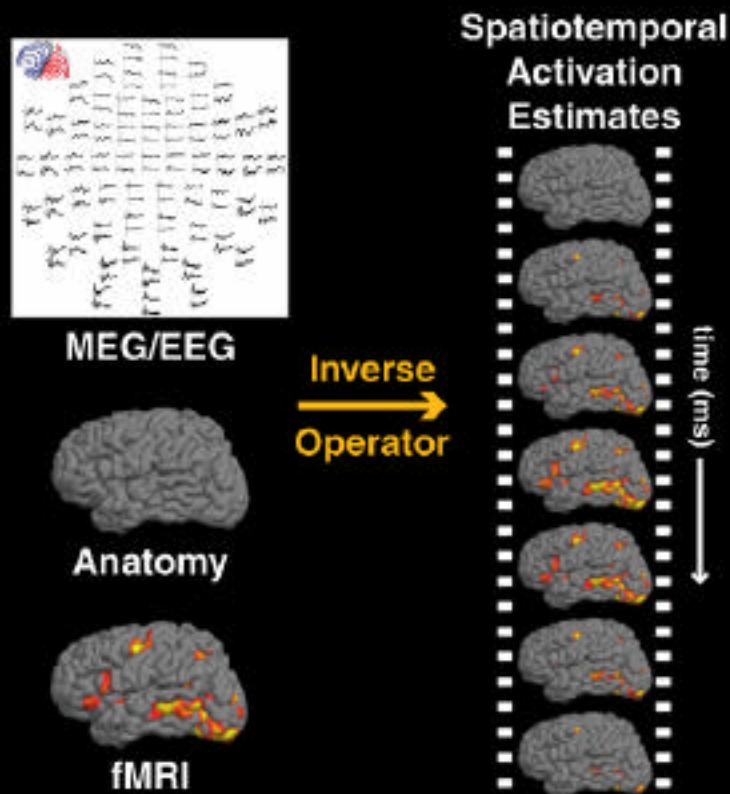 Spatiotemporal
Activation
Estimates
MEG/EEG
Inverse
Operator
Anatomy
fMRI
time (ms)